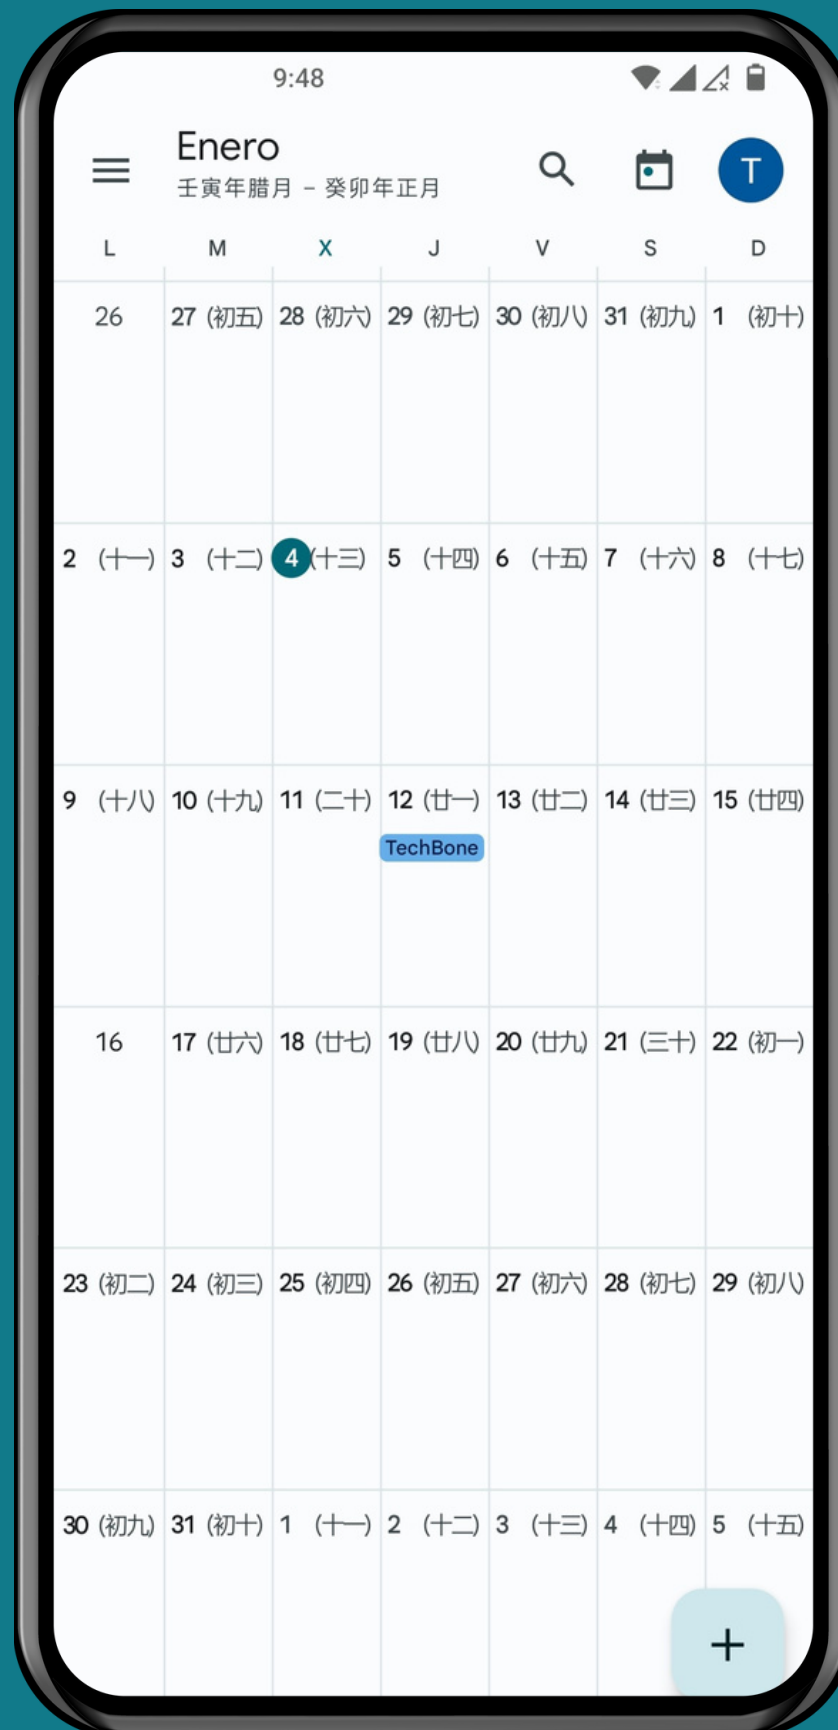 9:48
Enero
壬寅年腊月 – 癸卯年正月
T
L M X J V S D
26 27 (初五) 28 (初六) 29 (初七) 30 (初八) 31 (初九) 1 (初十)
2 (十一) 3 (十二) 4 (十三) 5 (十四) 6 (十五) 7 (十六) 8 (十七)
9 (十八) 10 (十九) 11 (二十) 12 (廿一) 13 (廿二) 14 (廿三) 15 (廿四)
TechBone
16 17 (廿六) 18 (廿七) 19 (廿八) 20 (廿九) 21 (三十) 22 (初一)
23 (初二) 24 (初三) 25 (初四) 26 (初五) 27 (初六) 28 (初七) 29 (初八)
30 (初九) 31 (初十) 1 (十一) 2 (十二) 3 (十三) 4 (十四) 5 (十五)
+